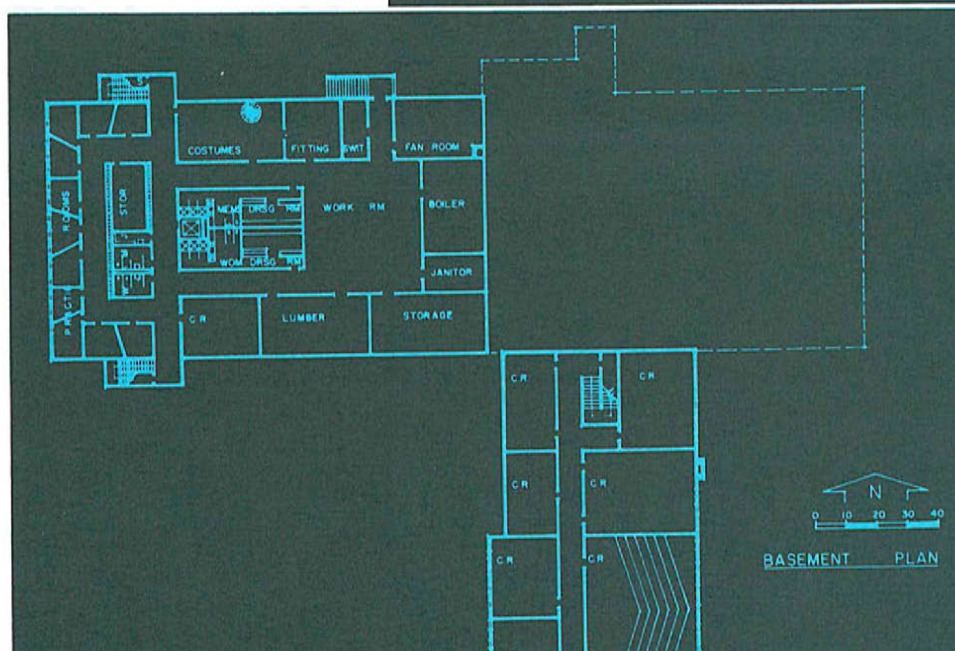 COSTUMES
FITTING
SWIT
FAN ROOM
PRACTI ROOMS
STOR
MENS DRSG RM
WORK RM
BOILER
WOM DRSG RM
JANITOR
C.R
LUMBER
STORAGE
C.R
C.R
C.R
C.R
C.R
C.R
N
0 10 20 30 40
BASEMENT PLAN